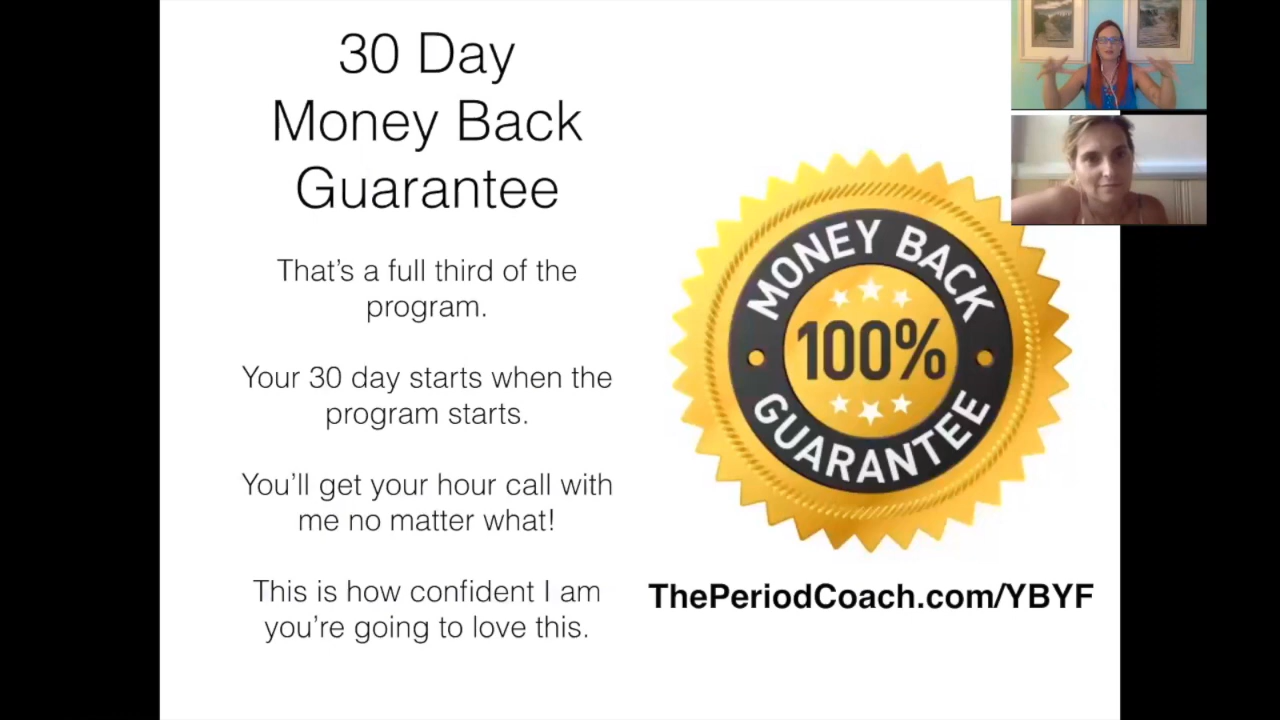 30 Day
Money Back
Guarantee
That's a full third of the
program.
Your 30 day starts when the
program starts.
You'll get your hour call with
me no matter what!
This is how confident I am
you're going to love this.
MONEY BACK
100%
GUARANTEE
ThePeriodCoach.com/YBYF